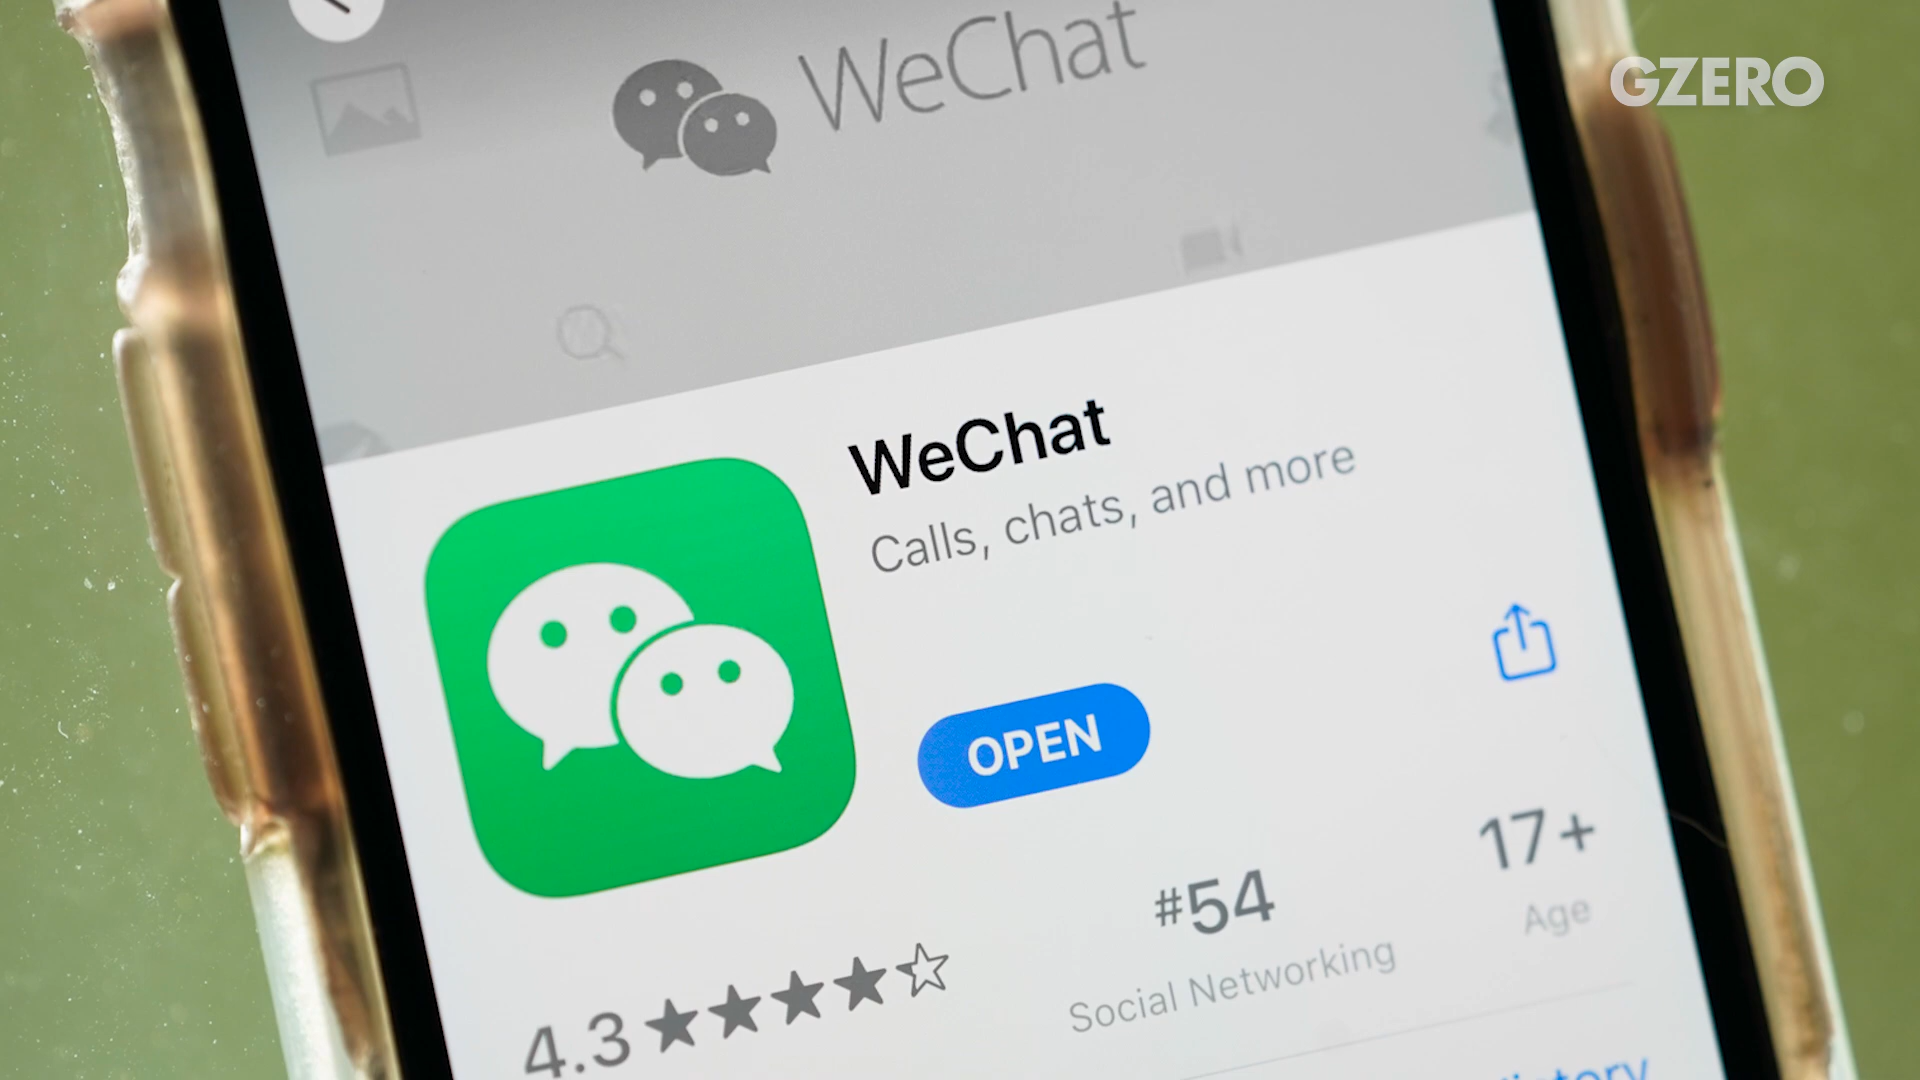 WeChat
GZERO
WeChat
Calls, chats, and more
OPEN
17+
Age
#54
Social Networking
4.3